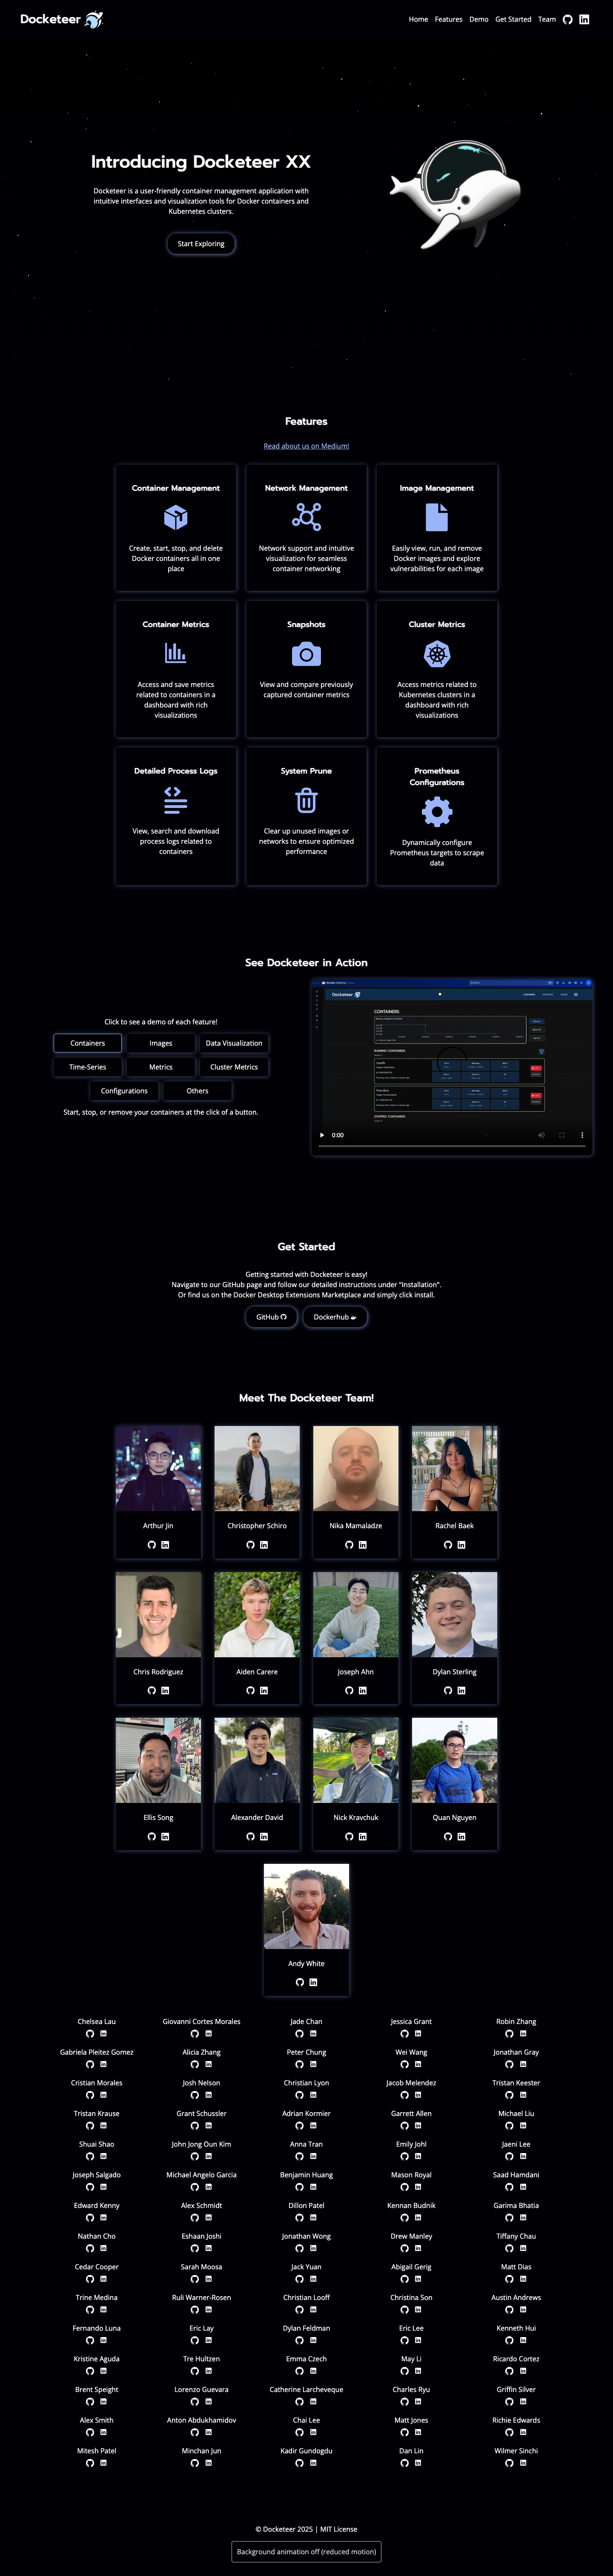 Docketeer
Home Features Demo Get Started Team
Introducing Docketeer XX
Docketeer is a user-friendly container management application with
intuitive interfaces and visualization tools for Docker containers and
Kubernetes clusters.
Start Exploring
Features
Read about us on Medium!
Container Management
Create, start, stop, and delete
Docker containers all in one
place
Network Management
Network support and intuitive
visualization for seamless
container networking
Image Management
Easily view, run, and remove
Docker images and explore
vulnerabilities for each image
Container Metrics
Access and save metrics
related to containers in a
dashboard with rich
visualizations
Snapshots
View and compare previously
captured container metrics
Cluster Metrics
Access metrics related to
Kubernetes clusters in a
dashboard with rich
visualizations
Detailed Process Logs
View, search and download
process logs related to
containers
System Prune
Clear up unused images or
networks to ensure optimized
performance
Prometheus
Configurations
Dynamically configure
Prometheus targets to scrape
data
See Docketeer in Action
Click to see a demo of each feature!
Containers Images Data Visualization
Time-Series Metrics Cluster Metrics
Configurations Others
Start, stop, or remove your containers at the click of a button.
Docketeer
CONTAINERS
RUNNING CONTAINERS
STOPPED CONTAINERS
0:00
Get Started
Getting started with Docketeer is easy!
Navigate to our GitHub page and follow our detailed instructions under "Installation".
Or find us on the Docker Desktop Extensions Marketplace and simply click install.
GitHub Dockerhub
Meet The Docketeer Team!
Arthur Jin Christopher Schiro Nika Mamaladze Rachel Baek
Chris Rodriguez Aiden Carere Joseph Ahn Dylan Sterling
Ellis Song Alexander David Nick Kravchuk Quan Nguyen
Andy White
Chelsea Lau Giovanni Cortes Morales Jade Chan Jessica Grant Robin Zhang
Gabriela Pleitez Gomez Alicia Zhang Peter Chung Wei Wang Jonathan Gray
Cristian Morales Josh Nelson Christian Lyon Jacob Melendez Tristan Keester
Tristan Krause Grant Schussler Adrian Kormier Garrett Allen Michael Liu
Shuai Shao John Jong Oun Kim Anna Tran Emily Johl Jaeni Lee
Joseph Salgado Michael Angelo Garcia Benjamin Huang Mason Royal Saad Hamdani
Edward Kenny Alex Schmidt Dillon Patel Kennan Budnik Garima Bhatia
Nathan Cho Eshaan Joshi Jonathan Wong Drew Manley Tiffany Chau
Cedar Cooper Sarah Moosa Jack Yuan Abigail Gerig Matt Dias
Trine Medina Ruli Warner-Rosen Christian Looff Christina Son Austin Andrews
Fernando Luna Eric Lay Dylan Feldman Eric Lee Kenneth Hui
Kristine Aguda Tre Hultzen Emma Czech May Li Ricardo Cortez
Brent Speight Lorenzo Guevara Catherine Larcheveque Charles Ryu Griffin Silver
Alex Smith Anton Abdukhamidov Chai Lee Matt Jones Richie Edwards
Mitesh Patel Minchan Jun Kadir Gundogdu Dan Lin Wilmer Sinchi
© Docketeer 2025 | MIT License
Background animation off (reduced motion)